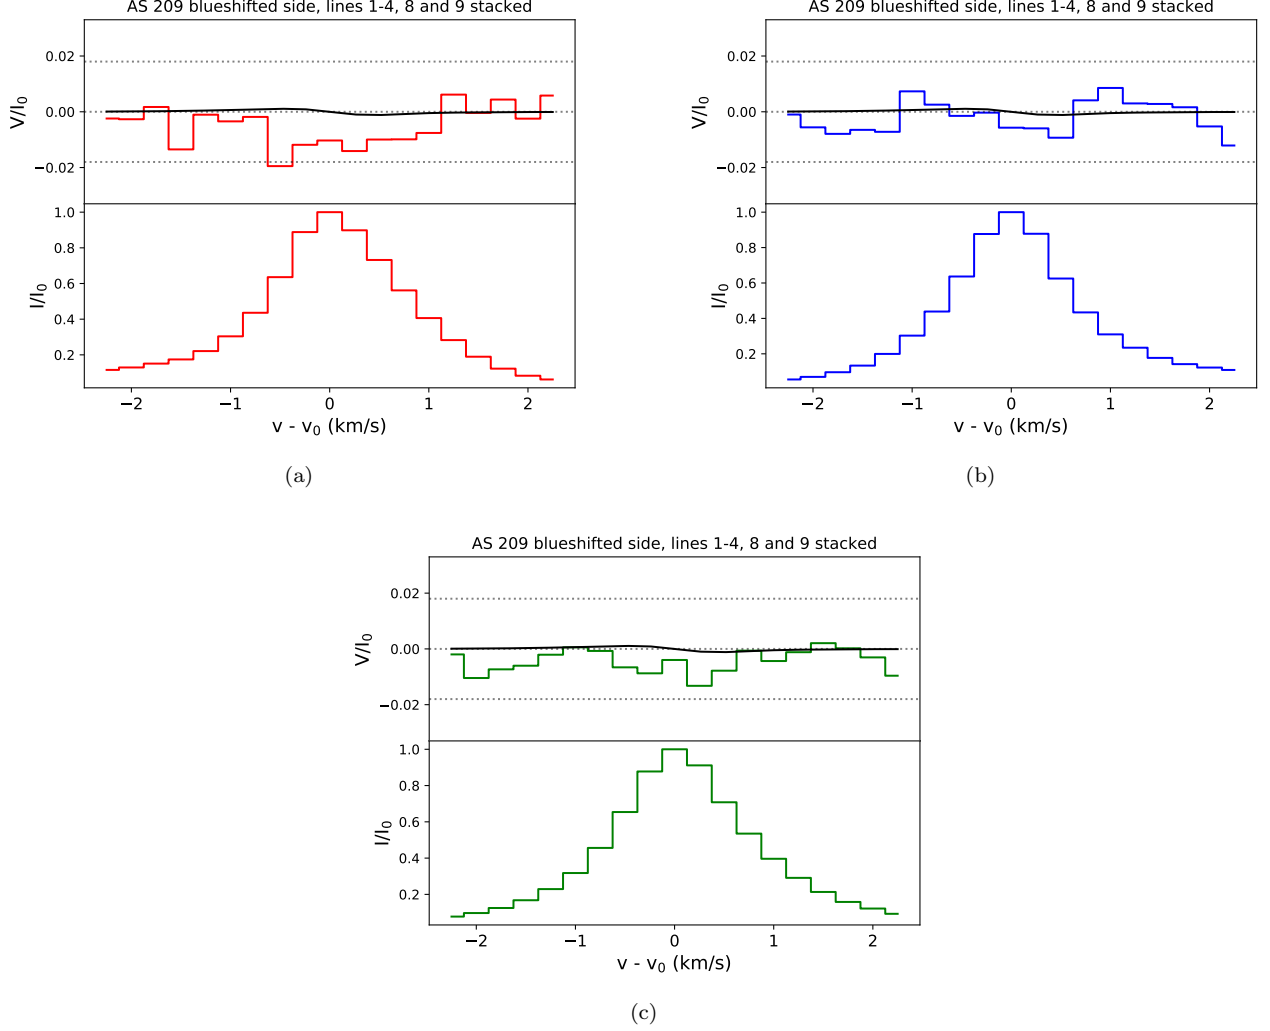 AS 209 blueshifted side, lines 1-4, 8 and 9 stacked
0.02
0.00
−0.02
V/I0
1.0
0.8
0.6
0.4
0.2
I/I0
−2 −1 0 1 2
v - v0 (km/s)
(a)
AS 209 blueshifted side, lines 1-4, 8 and 9 stacked
0.02
0.00
−0.02
V/I0
1.0
0.8
0.6
0.4
0.2
I/I0
−2 −1 0 1 2
v - v0 (km/s)
(b)
AS 209 blueshifted side, lines 1-4, 8 and 9 stacked
0.02
0.00
−0.02
V/I0
1.0
0.8
0.6
0.4
0.2
I/I0
−2 −1 0 1 2
v - v0 (km/s)
(c)